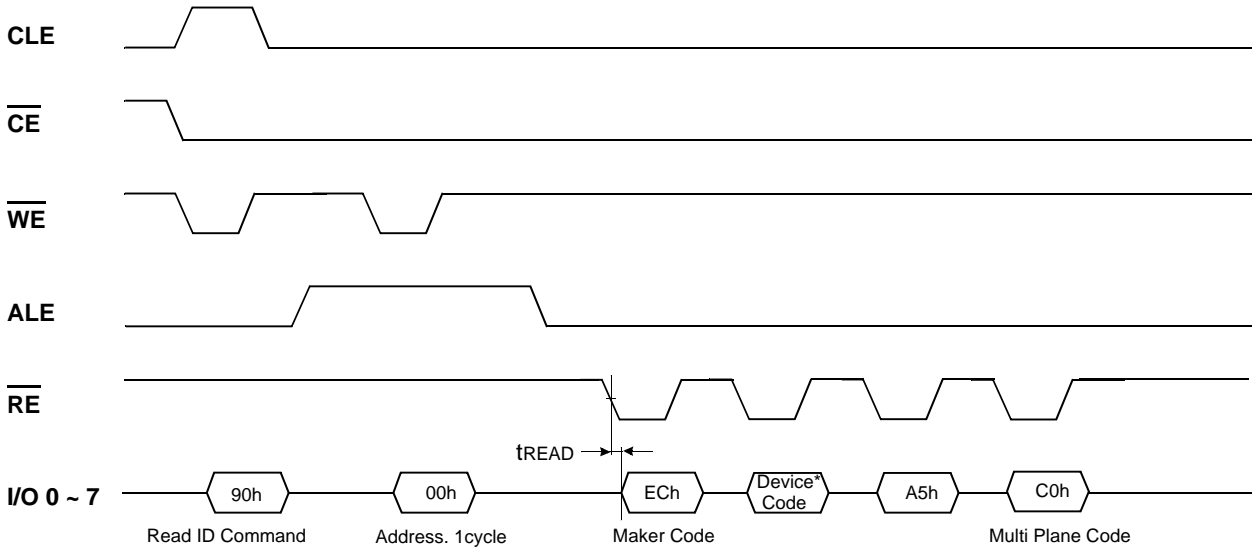 CLE
CE
WE
ALE
RE
tREAD
I/O 0 ~ 7
90h
00h
ECh
Device*
Code
A5h
C0h
Read ID Command
Address. 1cycle
Maker Code
Multi Plane Code